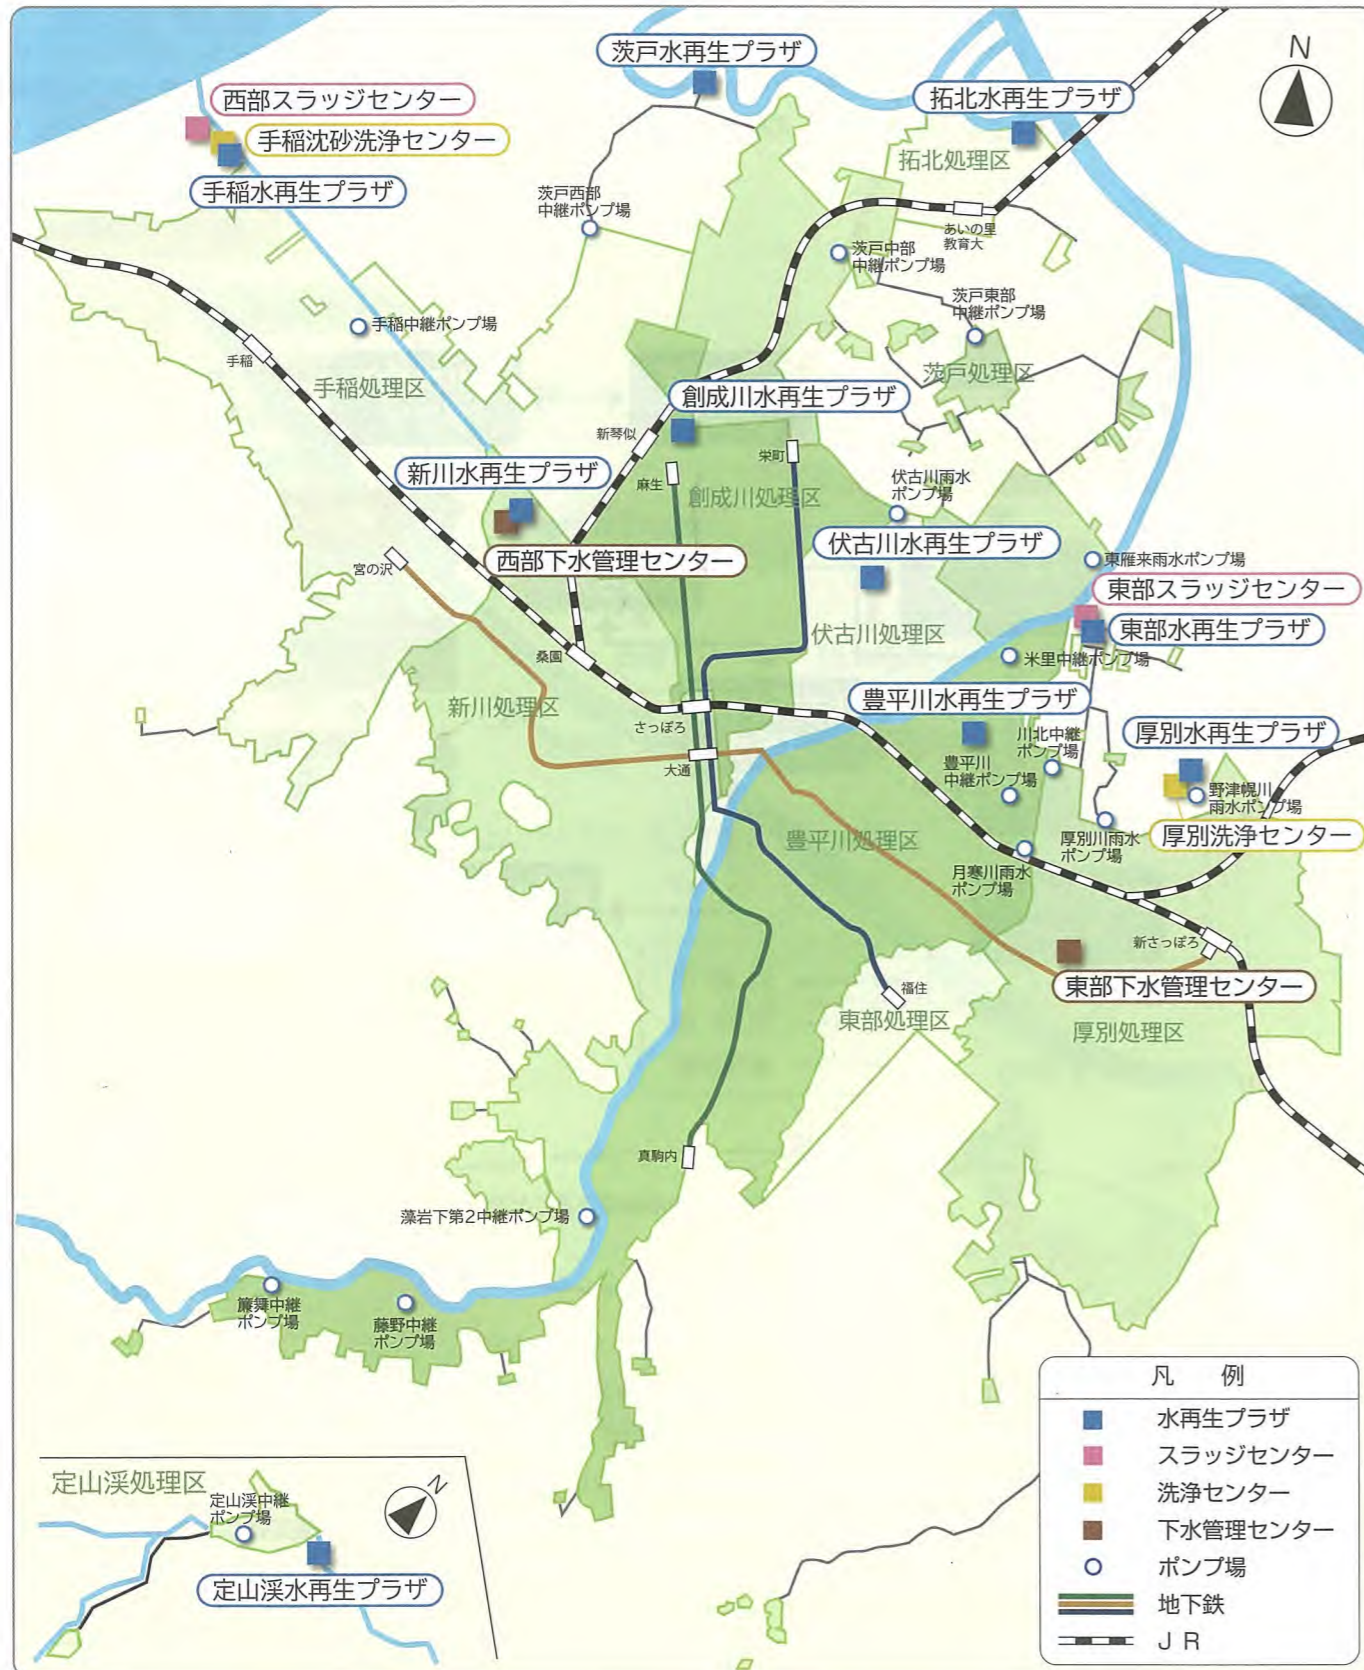 茨戸水再生プラザ
N
西部スラッジセンター
拓北水再生プラザ
手稲沈砂洗浄センター
拓北処理区
手稲水再生プラザ
茨戸西部
中継ポンプ場
あいの里
教育大
茨戸中部
中継ポンプ場
茨戸東部
中継ポンプ場
手稲中継ポンプ場
手稲
手稲処理区
茨戸処理区
創成川水再生プラザ
新琴似
栄町
新川水再生プラザ
麻生
創成川処理区
伏古川雨水
ポンプ場
伏古川水再生プラザ
西部下水管理センター
宮の沢
東雁来雨水ポンプ場
東部スラッジセンター
東部水再生プラザ
伏古川処理区
桑園
米里中継ポンプ場
新川処理区
さっぽろ
豊平川水再生プラザ
大通
豊平川
中継ポンプ場
川北中継
ポンプ場
厚別水再生プラザ
野津幌川
雨水ポンプ場
厚別洗浄センター
豊平川処理区
厚別川雨水
ポンプ場
月寒川雨水
ポンプ場
新さっぽろ
東部下水管理センター
福住
東部処理区
厚別処理区
真駒内
藻岩下第2中継ポンプ場
簾舞中継
ポンプ場
藤野中継
ポンプ場
凡 例
水再生プラザ
スラッジセンター
洗浄センター
下水管理センター
ポンプ場
地下鉄
J R
定山渓処理区
定山渓中継
ポンプ場
N
定山渓水再生プラザ